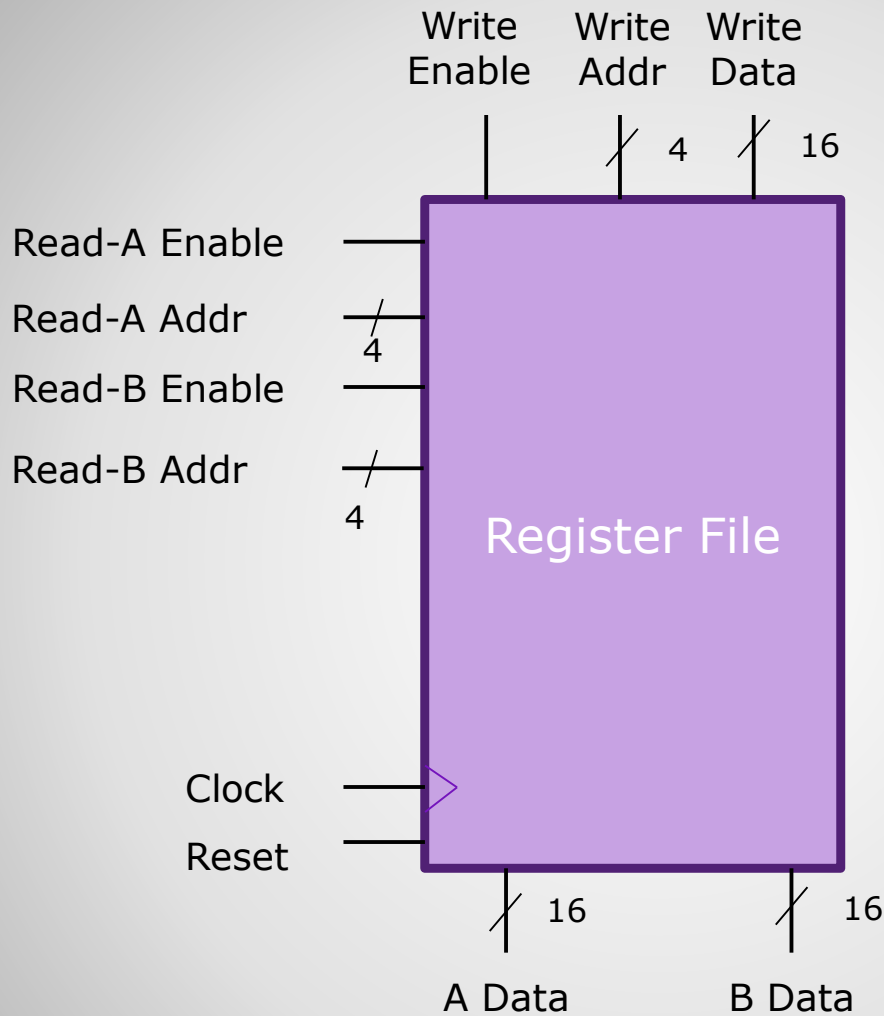 Write
Enable
Write
Addr
Write
Data
4
16
Read-A Enable
Read-A Addr
4
Read-B Enable
Read-B Addr
4
Register File
Clock
Reset
16
16
A Data
B Data